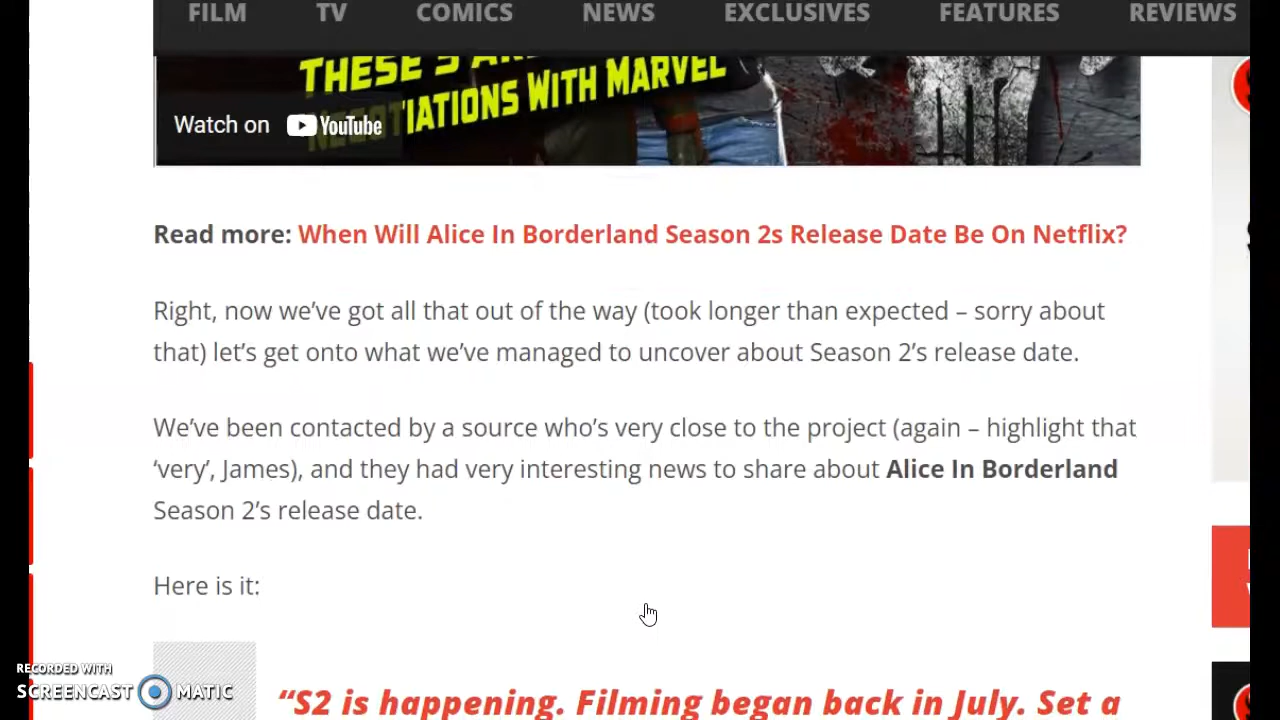 FILM TV COMICS NEWS EXCLUSIVES FEATURES REVIEWS
THESE
WITH MARVEL
Watch on YouTube
Read more: When Will Alice In Borderland Season 2s Release Date Be On Netflix?
Right, now we’ve got all that out of the way (took longer than expected – sorry about
that) let’s get onto what we’ve managed to uncover about Season 2’s release date.
We’ve been contacted by a source who’s very close to the project (again – highlight that
‘very’, James), and they had very interesting news to share about Alice In Borderland
Season 2’s release date.
Here is it:
“S2 is happening. Filming began back in July. Set a
RECORDED WITH
SCREENCAST MATIC